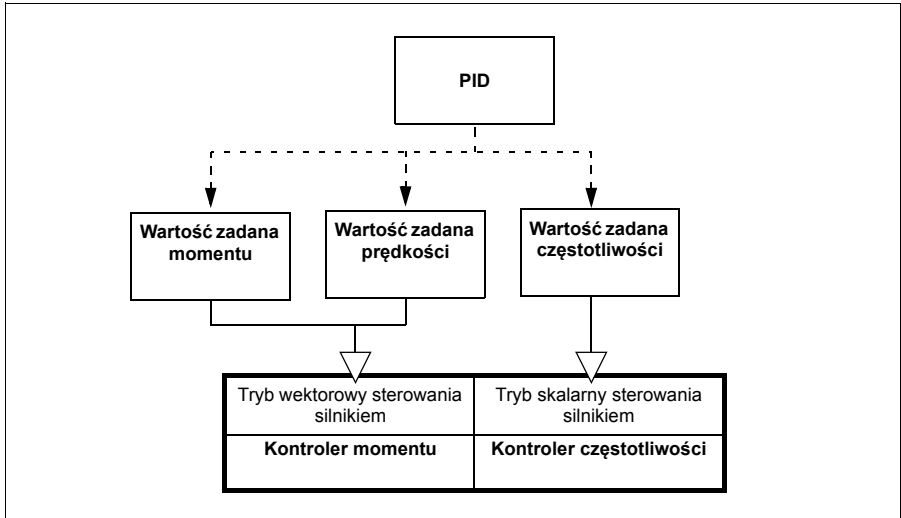 PID
Wartość zadana
momentu
Wartość zadana
prędkości
Wartość zadana
częstotliwości
Tryb wektorowy sterowania
silnikiem
Tryb skalarny sterowania
silnikiem
Kontroler momentu
Kontroler częstotliwości